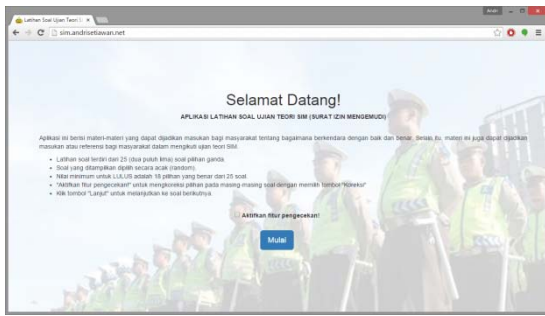 Andri
Latihan Soal Ujian Teori
sim.andrisetiawan.net
Selamat Datang!
APLIKASI LATIHAN SOAL UJIAN TEORI SIM (SURAT IZIN MENGEMUDI)
Aplikasi ini berisi materi-materi yang dapat dijadikan masukan bagi masyarakat tentang bagaimana berkendara dengan baik dan benar. Selain itu, materi ini juga dapat dijadikan
masukan atau referensi bagi masyarakat dalam mengikuti ujian teori SIM.
Latihan soal terdiri dari 25 (dua puluh lima) soal pilihan ganda.
Soal yang ditampilkan dipilih secara acak (random).
Nilai minimum untuk LULUS adalah 18 pilihan yang benar dari 25 soal.
"Aktifkan fitur pengecekan!" untuk mengkoreksi pilihan pada masing-masing soal dengan memilih tombol "Koreksi"
Klik tombol "Lanjut" untuk melanjutkan ke soal berikutnya.
Aktifkan fitur pengecekan!
Mulai